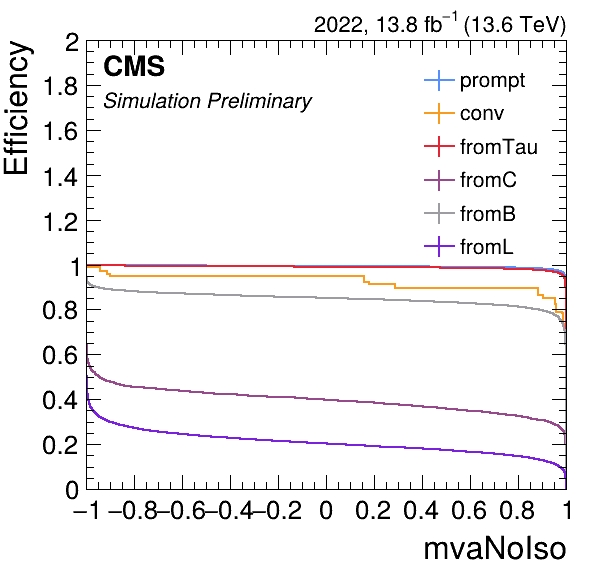 2022, 13.8 fb⁻¹ (13.6 TeV)
Efficiency
CMS
Simulation Preliminary
prompt
conv
fromTau
fromC
fromB
fromL
2
1.8
1.6
1.4
1.2
1
0.8
0.6
0.4
0.2
0
−1 −0.8 −0.6 −0.4 −0.2 0 0.2 0.4 0.6 0.8 1
mvaNoIso